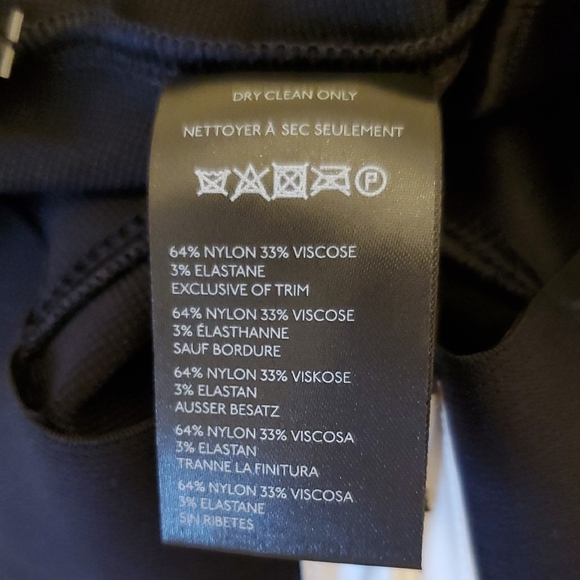 DRY CLEAN ONLY
NETTOYER À SEC SEULEMENT
P
64% NYLON 33% VISCOSE
3% ELASTANE
EXCLUSIVE OF TRIM
64% NYLON 33% VISCOSE
3% ÉLASTHANNE
SAUF BORDURE
64% NYLON 33% VISKOSE
3% ELASTAN
AUSSER BESATZ
64% NYLON 33% VISCOSA
3% ELASTAN
TRANNE LA FINITURA
64% NYLON 33% VISCOSA
3% ELASTANE
SIN RIBETES